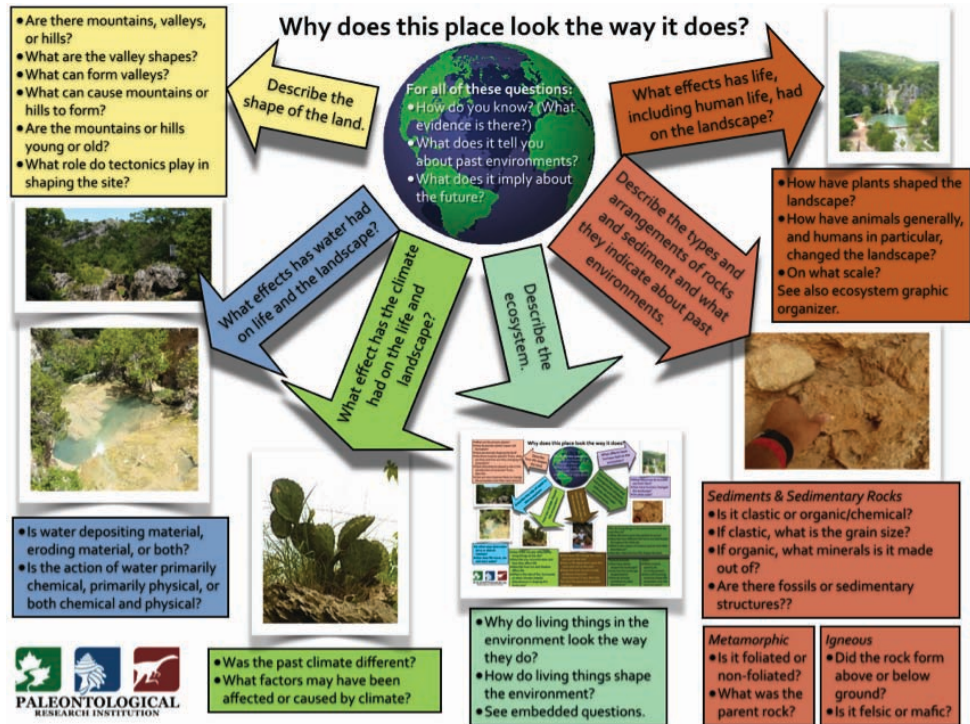 Why does this place look the way it does?
•Are there mountains, valleys,
or hills?
•What are the valley shapes?
•What can form valleys?
•What can cause mountains or
hills to form?
•Are the mountains or hills
young or old?
•What role do tectonics play in
shaping the site?
Describe the
shape of the land.
For all of these questions:
•How do you know? (What
evidence is there?)
•What does it tell you
about past environments?
•What does it imply about
the future?
What effects has life,
including human life, had
on the landscape?
•How have plants shaped the
landscape?
•How have animals generally,
and humans in particular,
changed the landscape?
•On what scale?
See also ecosystem graphic
organizer.
What effects has water had
on life and the landscape?
What effect has the climate
had on the life and
landscape?
Describe the
ecosystem.
Describe the types and
arrangements of rocks
and sediment and what
they indicate about past
environments.
Why does this place look the way it does?
•Is water depositing material,
eroding material, or both?
•Is the action of water primarily
chemical, primarily physical, or
both chemical and physical?
•Was the past climate different?
•What factors may have been
affected or caused by climate?
•Why do living things in the
environment look the way
they do?
•How do living things shape
the environment?
•See embedded questions.
Sediments & Sedimentary Rocks
•Is it clastic or organic/chemical?
•If clastic, what is the grain size?
•If organic, what minerals is it made
out of?
•Are there fossils or sedimentary
structures??
Metamorphic
•Is it foliated or
non-foliated?
•What was the
parent rock?
Igneous
•Did the rock form
above or below
ground?
•Is it felsic or mafic?
PALEONTOLOGICAL
RESEARCH INSTITUTION